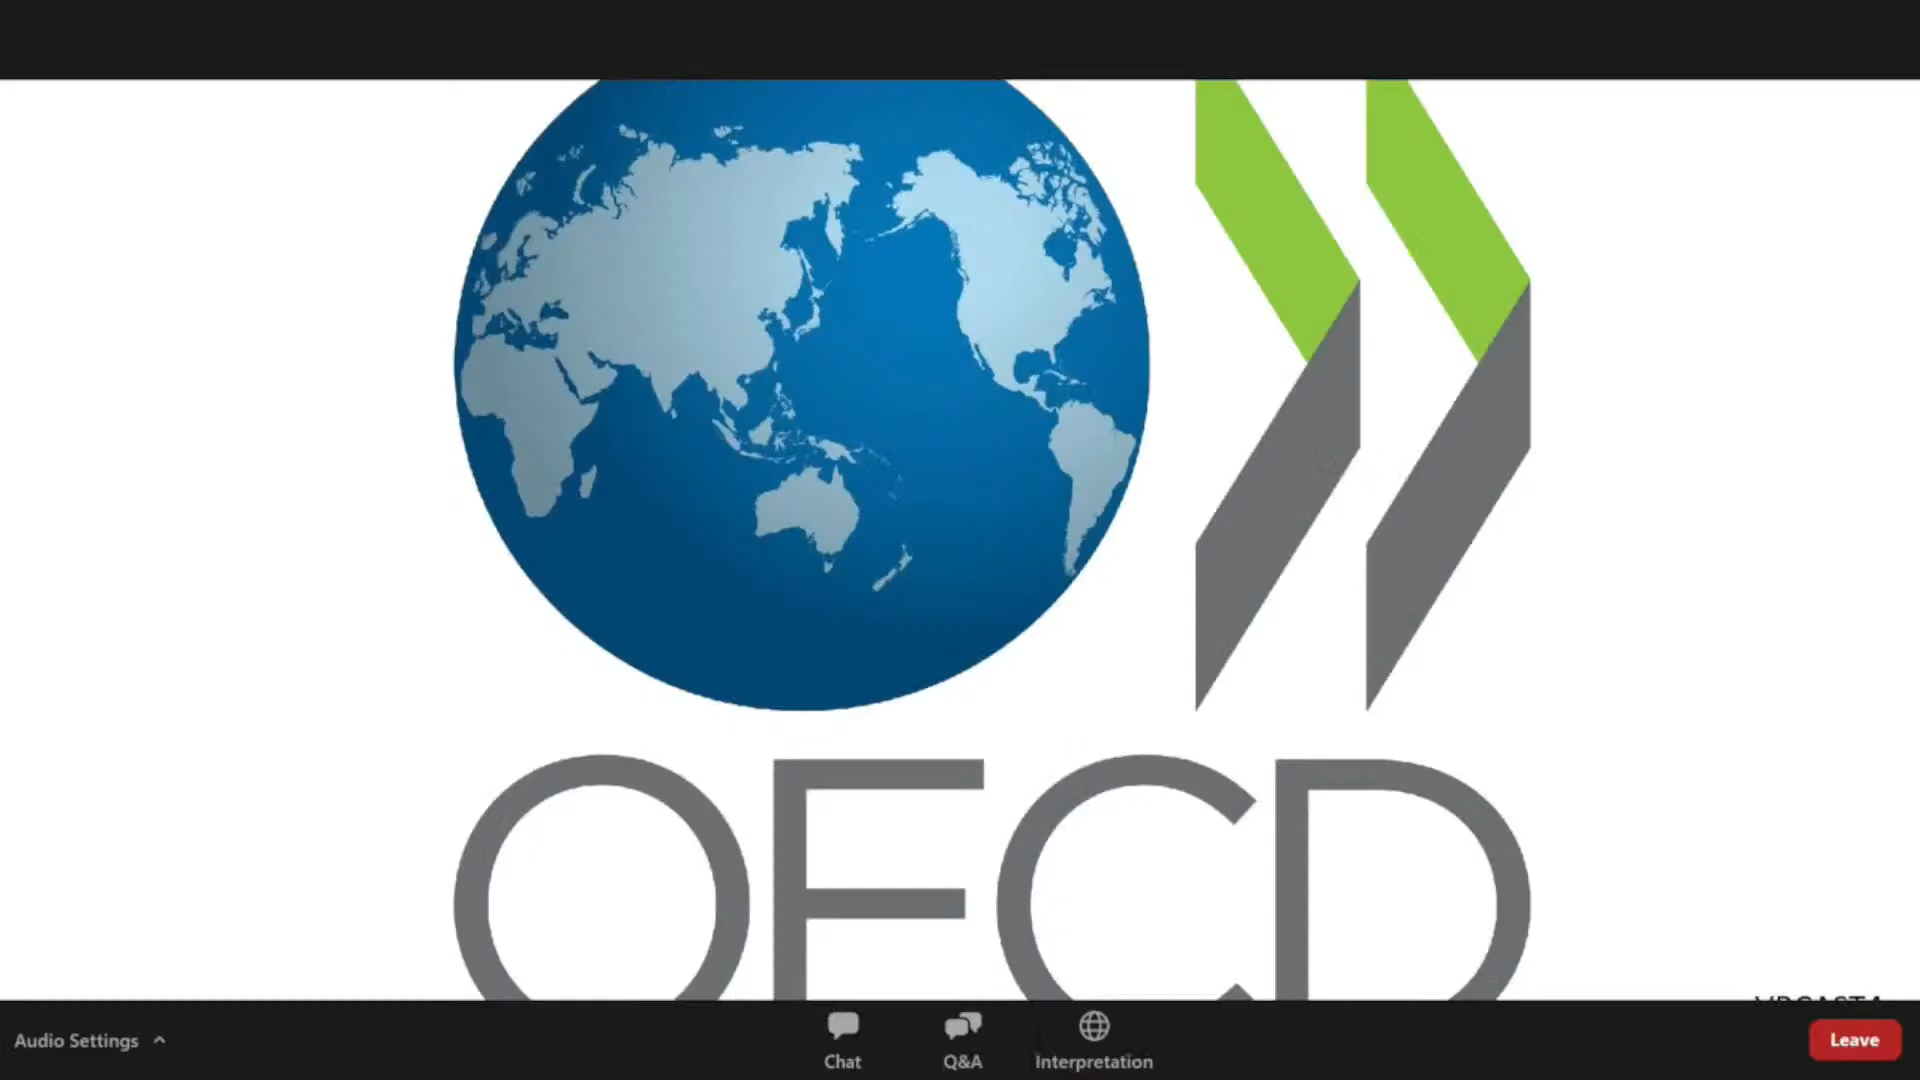 OECD
Audio Settings
Chat
Q&A
Interpretation
Leave